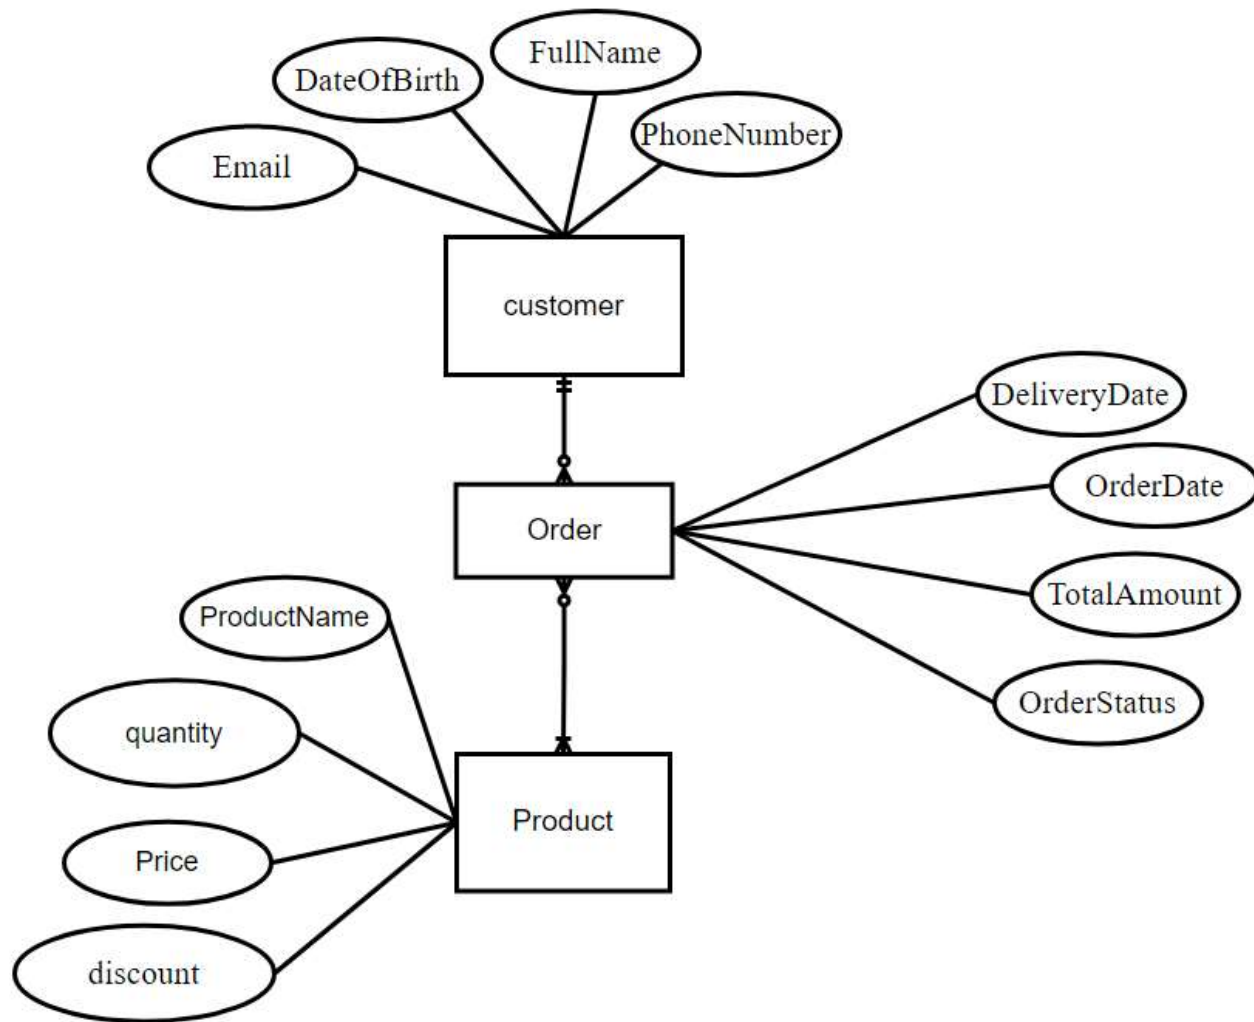 FullName
DateOfBirth
PhoneNumber
Email
customer
DeliveryDate
OrderDate
Order
TotalAmount
ProductName
OrderStatus
quantity
Product
Price
discount